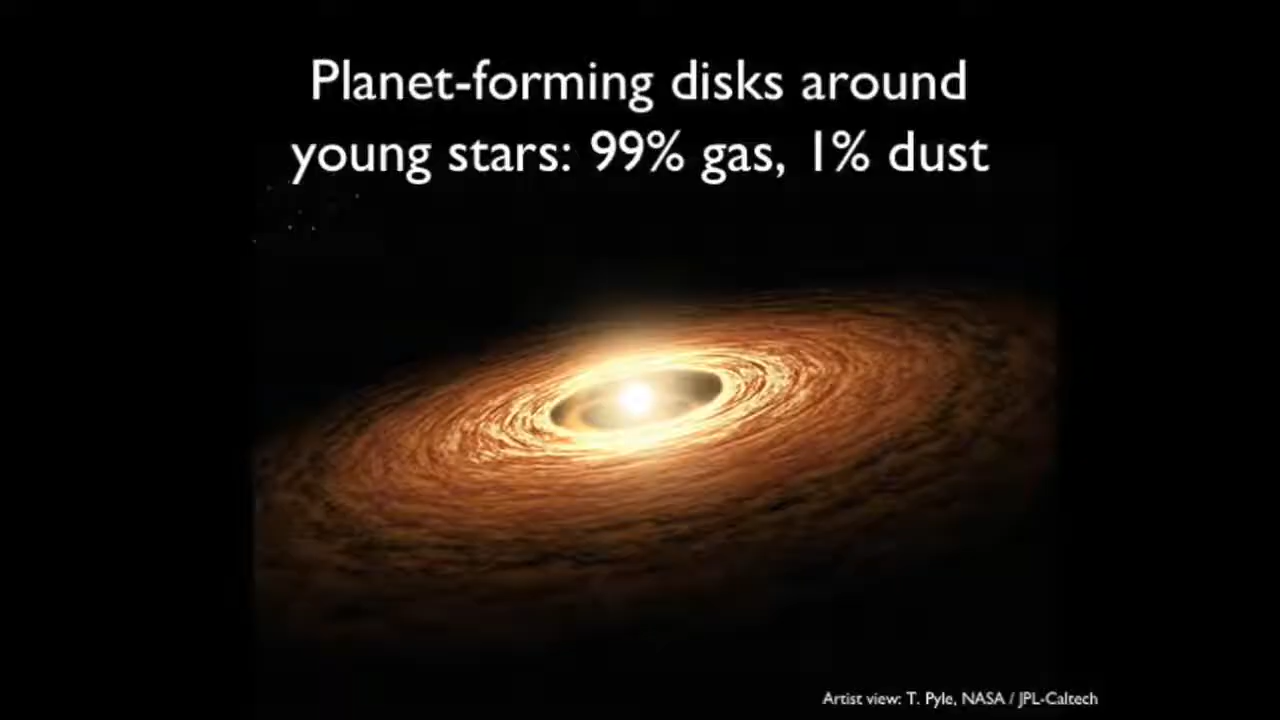 Planet-forming disks around
young stars: 99% gas, 1% dust
Artist view: T. Pyle, NASA / JPL-Caltech